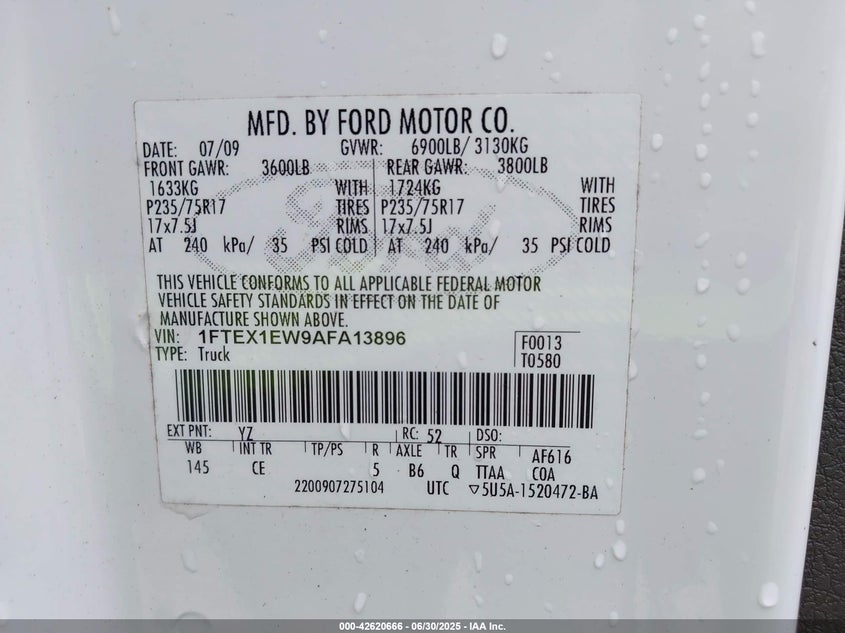 MFD. BY FORD MOTOR CO.
DATE: 07/09 GVWR: 6900LB/ 3130KG
FRONT GAWR: 3600LB REAR GAWR: 3800LB
1633KG WITH 1724KG WITH
P235/75R17 TIRES P235/75R17 TIRES
17x7.5J RIMS 17x7.5J RIMS
AT 240 kPa/ 35 PSI COLD AT 240 kPa/ 35 PSI COLD
Ford
THIS VEHICLE CONFORMS TO ALL APPLICABLE FEDERAL MOTOR
VEHICLE SAFETY STANDARDS IN EFFECT ON THE DATE OF
MANUFACTURE SHOWN ABOVE.
VIN: 1FTEX1EW9AFA13896 F0013
TYPE: Truck T0580
EXT PNT: YZ RC: 52 DSO:
WB INT TR TP/PS R AXLE TR SPR AF616
145 CE 5 B6 Q TTAA COA
2200907275104 UTC ▽5U5A-1520472-BA
000-42620666 - 06/30/2025 - IAA Inc.